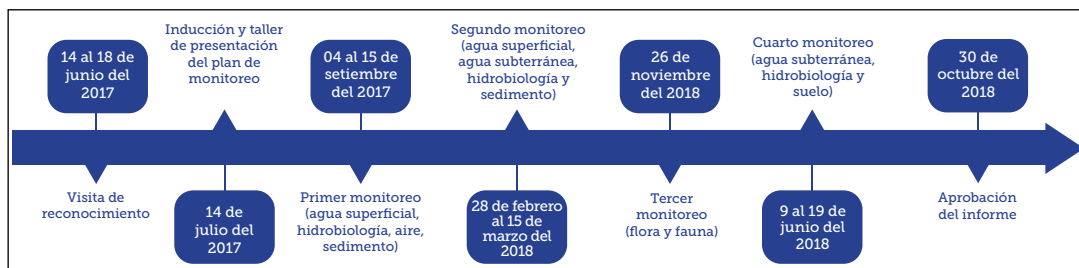 14 al 18 de
junio del
2017
Visita de
reconocimiento
Inducción y taller
de presentación
del plan de
monitoreo
14 de
julio del
2017
04 al 15 de
setiembre
del 2017
Primer monitoreo
(agua superficial,
hidrobiología, aire,
sedimento)
Segundo monitoreo
(agua superficial,
agua subterránea,
hidrobiología y
sedimento)
28 de febrero
al 15 de
marzo del
2018
26 de
noviembre
del 2018
Tercer
monitoreo
(flora y fauna)
Cuarto monitoreo
(agua subterránea,
hidrobiología y
suelo)
9 al 19 de
junio del
2018
30 de
octubre del
2018
Aprobación
del informe